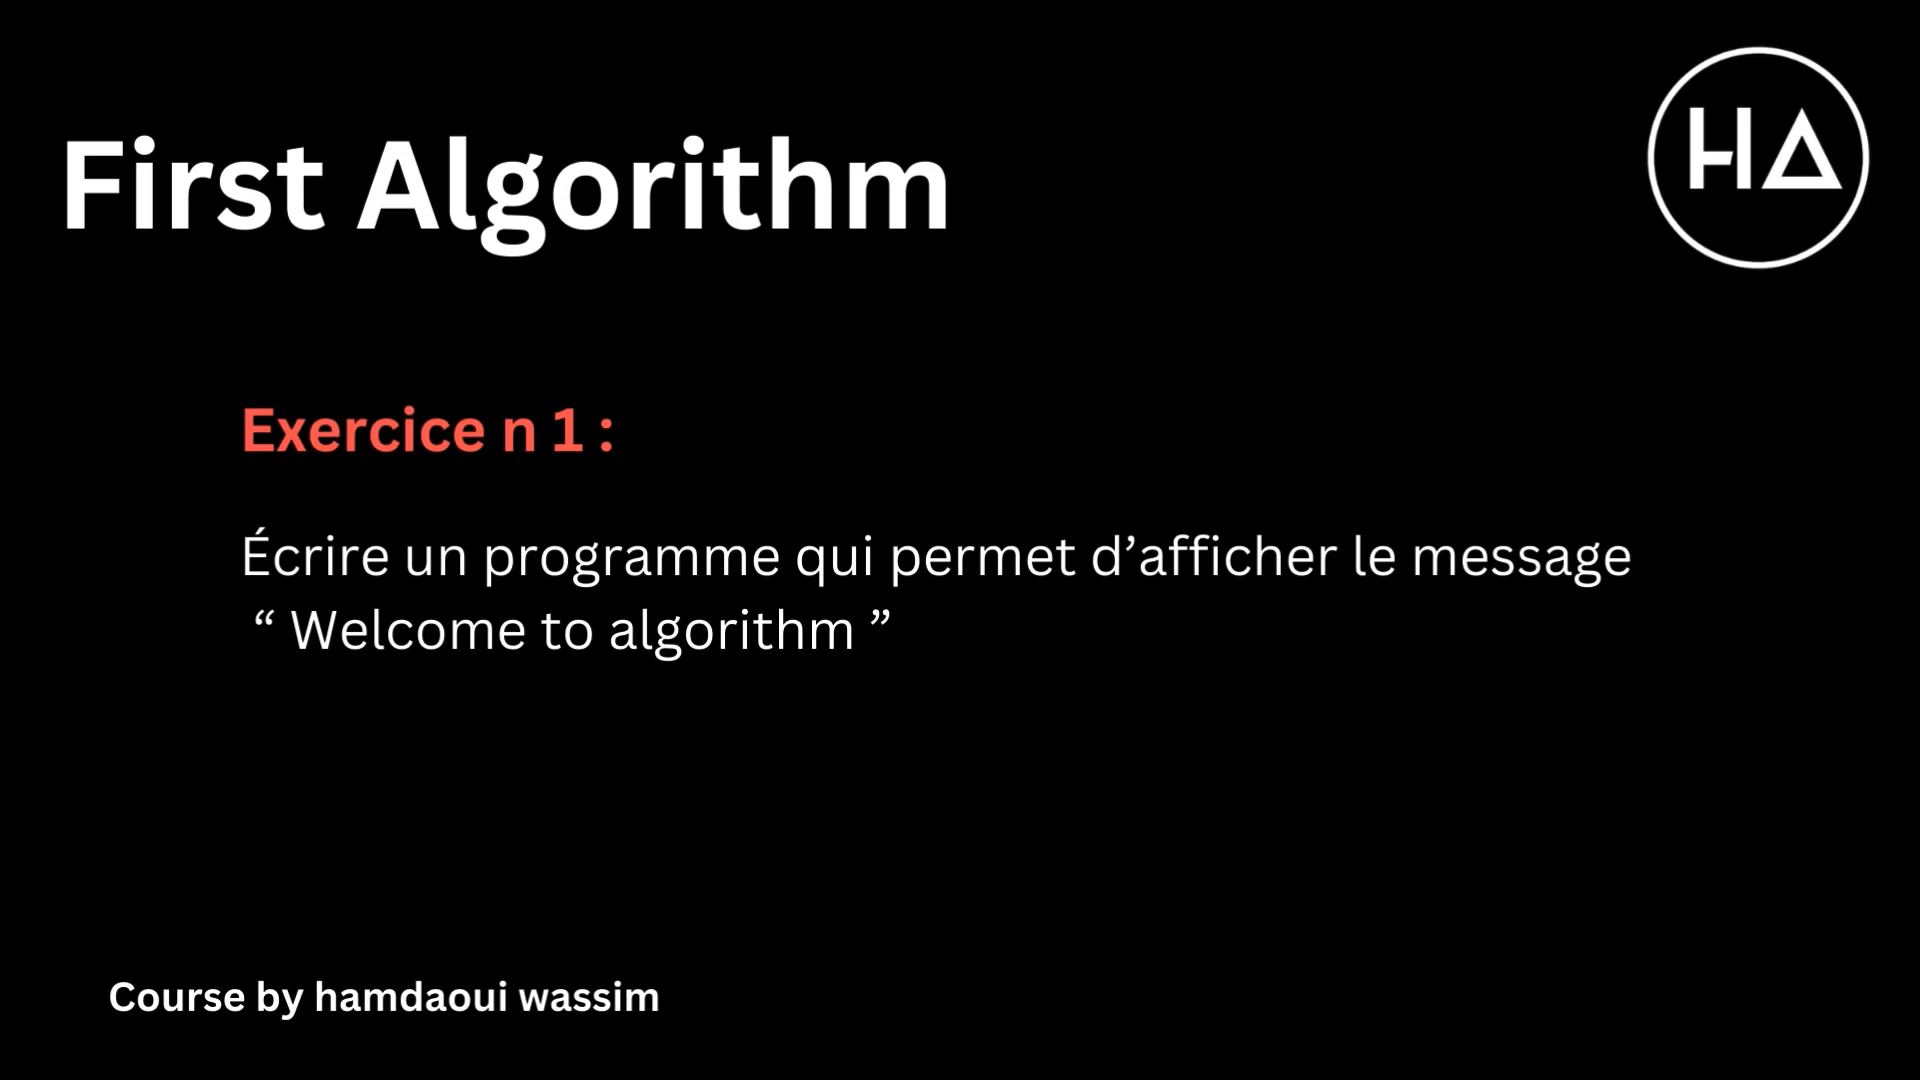 First Algorithm
HA
Exercice n 1 :
Écrire un programme qui permet d’afficher le message
“ Welcome to algorithm ”
Course by hamdaoui wassim